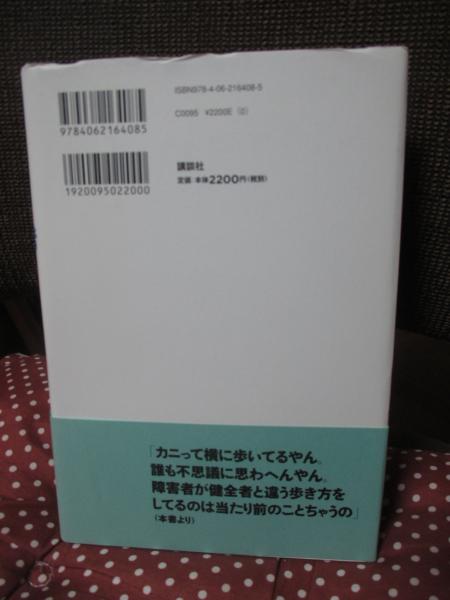 ISBN978-4-06-216408-5
C0095 ¥2200E (0)
9784062164085
講談社
定価:本体2200円(税別)
1920095022000
「カニって横に歩いてるやん。
誰も不思議に思わへんやん。
障害者が健全者と違う歩き方を
してるのは当たり前のことちゃうの」
(本書より)